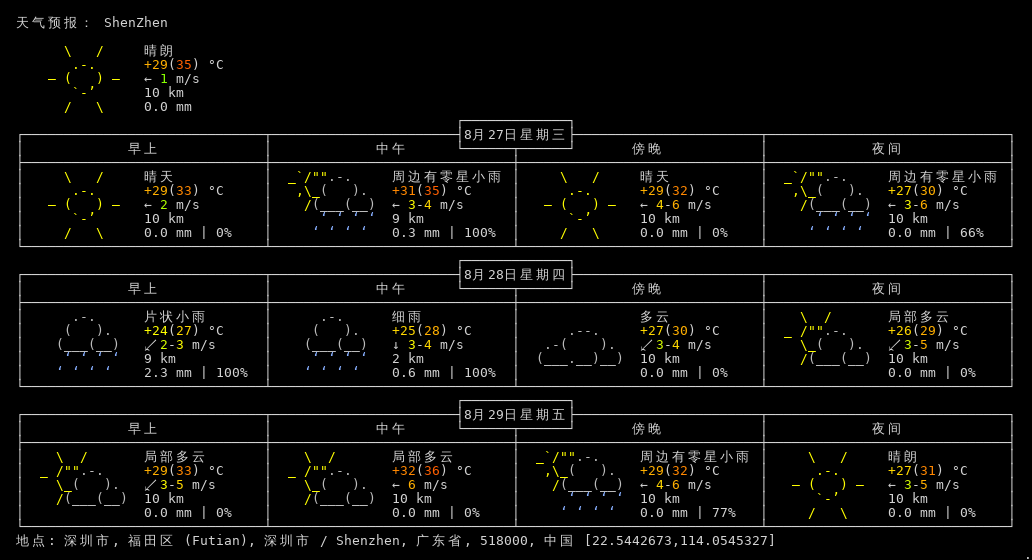 天气预报： ShenZhen
晴朗
+29(35) °C
← 1 m/s
10 km
0.0 mm
8月27日星期三
早上 中午 傍晚 夜间
晴天 周边有零星小雨 晴天 周边有零星小雨
+29(33) °C +31(35) °C +29(32) °C +27(30) °C
← 2 m/s ← 3-4 m/s ← 4-6 m/s ← 3-6 m/s
10 km 9 km 10 km 10 km
0.0 mm | 0% 0.3 mm | 100% 0.0 mm | 0% 0.0 mm | 66%
8月28日星期四
早上 中午 傍晚 夜间
片状小雨 细雨 多云 局部多云
+24(27) °C +25(28) °C +27(30) °C +26(29) °C
↙ 2-3 m/s ↓ 3-4 m/s ↙ 3-4 m/s ↙ 3-5 m/s
9 km 2 km 10 km 10 km
2.3 mm | 100% 0.6 mm | 100% 0.0 mm | 0% 0.0 mm | 0%
8月29日星期五
早上 中午 傍晚 夜间
局部多云 局部多云 周边有零星小雨 晴朗
+29(33) °C +32(36) °C +29(32) °C +27(31) °C
↙ 3-5 m/s ← 6 m/s ← 4-6 m/s ← 3-5 m/s
10 km 10 km 10 km 10 km
0.0 mm | 0% 0.0 mm | 0% 0.0 mm | 77% 0.0 mm | 0%
地点: 深圳市, 福田区 (Futian), 深圳市 / Shenzhen, 广东省, 518000, 中国 [22.5442673,114.0545327]